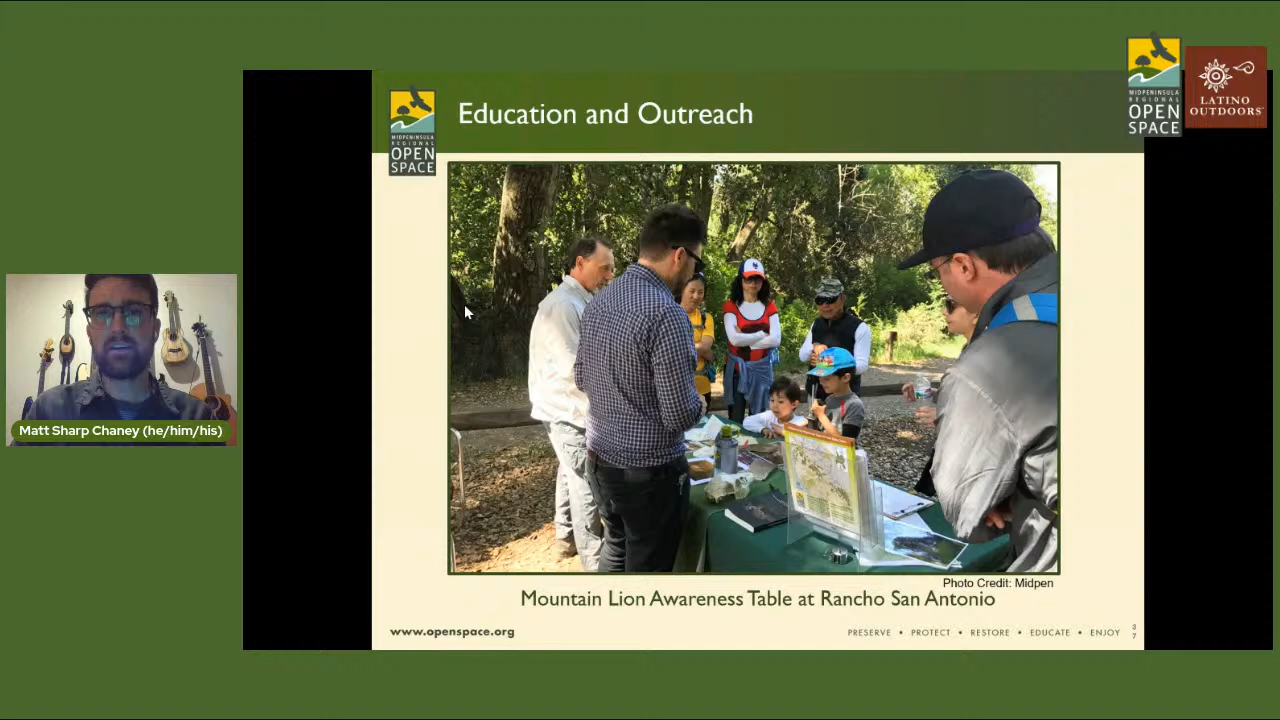 Education and Outreach
MIDPENINSULA
REGIONAL
OPEN
SPACE
MIDPENINSULA
REGIONAL
OPEN
SPACE
LATINO
OUTDOORS
Matt Sharp Chaney (he/him/his)
Photo Credit: Midpen
Mountain Lion Awareness Table at Rancho San Antonio
www.openspace.org
PRESERVE • PROTECT • RESTORE • EDUCATE • ENJOY
3
7